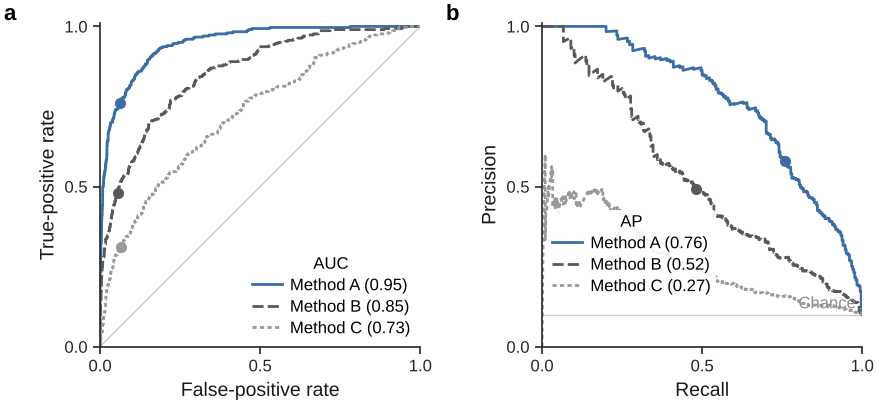 a
1.0
0.5
0.0
0.0
0.5
1.0
True-positive rate
False-positive rate
AUC
Method A (0.95)
Method B (0.85)
Method C (0.73)
b
1.0
0.5
0.0
0.0
0.5
1.0
Precision
Recall
AP
Method A (0.76)
Method B (0.52)
Method C (0.27)
Chance